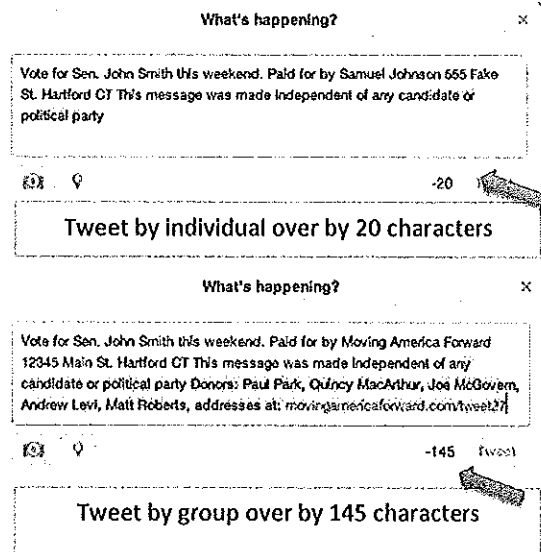 What's happening?
×
Vote for Sen. John Smith this weekend. Paid for by Samuel Johnson 555 Fake
St. Hartford CT This message was made independent of any candidate or
political party
-20
Tweet by individual over by 20 characters
What's happening?
×
Vote for Sen. John Smith this weekend. Paid for by Moving America Forward
12345 Main St. Hartford CT This message was made independent of any
candidate or political party Donors: Paul Park, Quincy MacArthur, Joe McGovern,
Andrew Levi, Matt Roberts, addresses at: movingamericaforward.com/tweet27
-145 Tweet
Tweet by group over by 145 characters